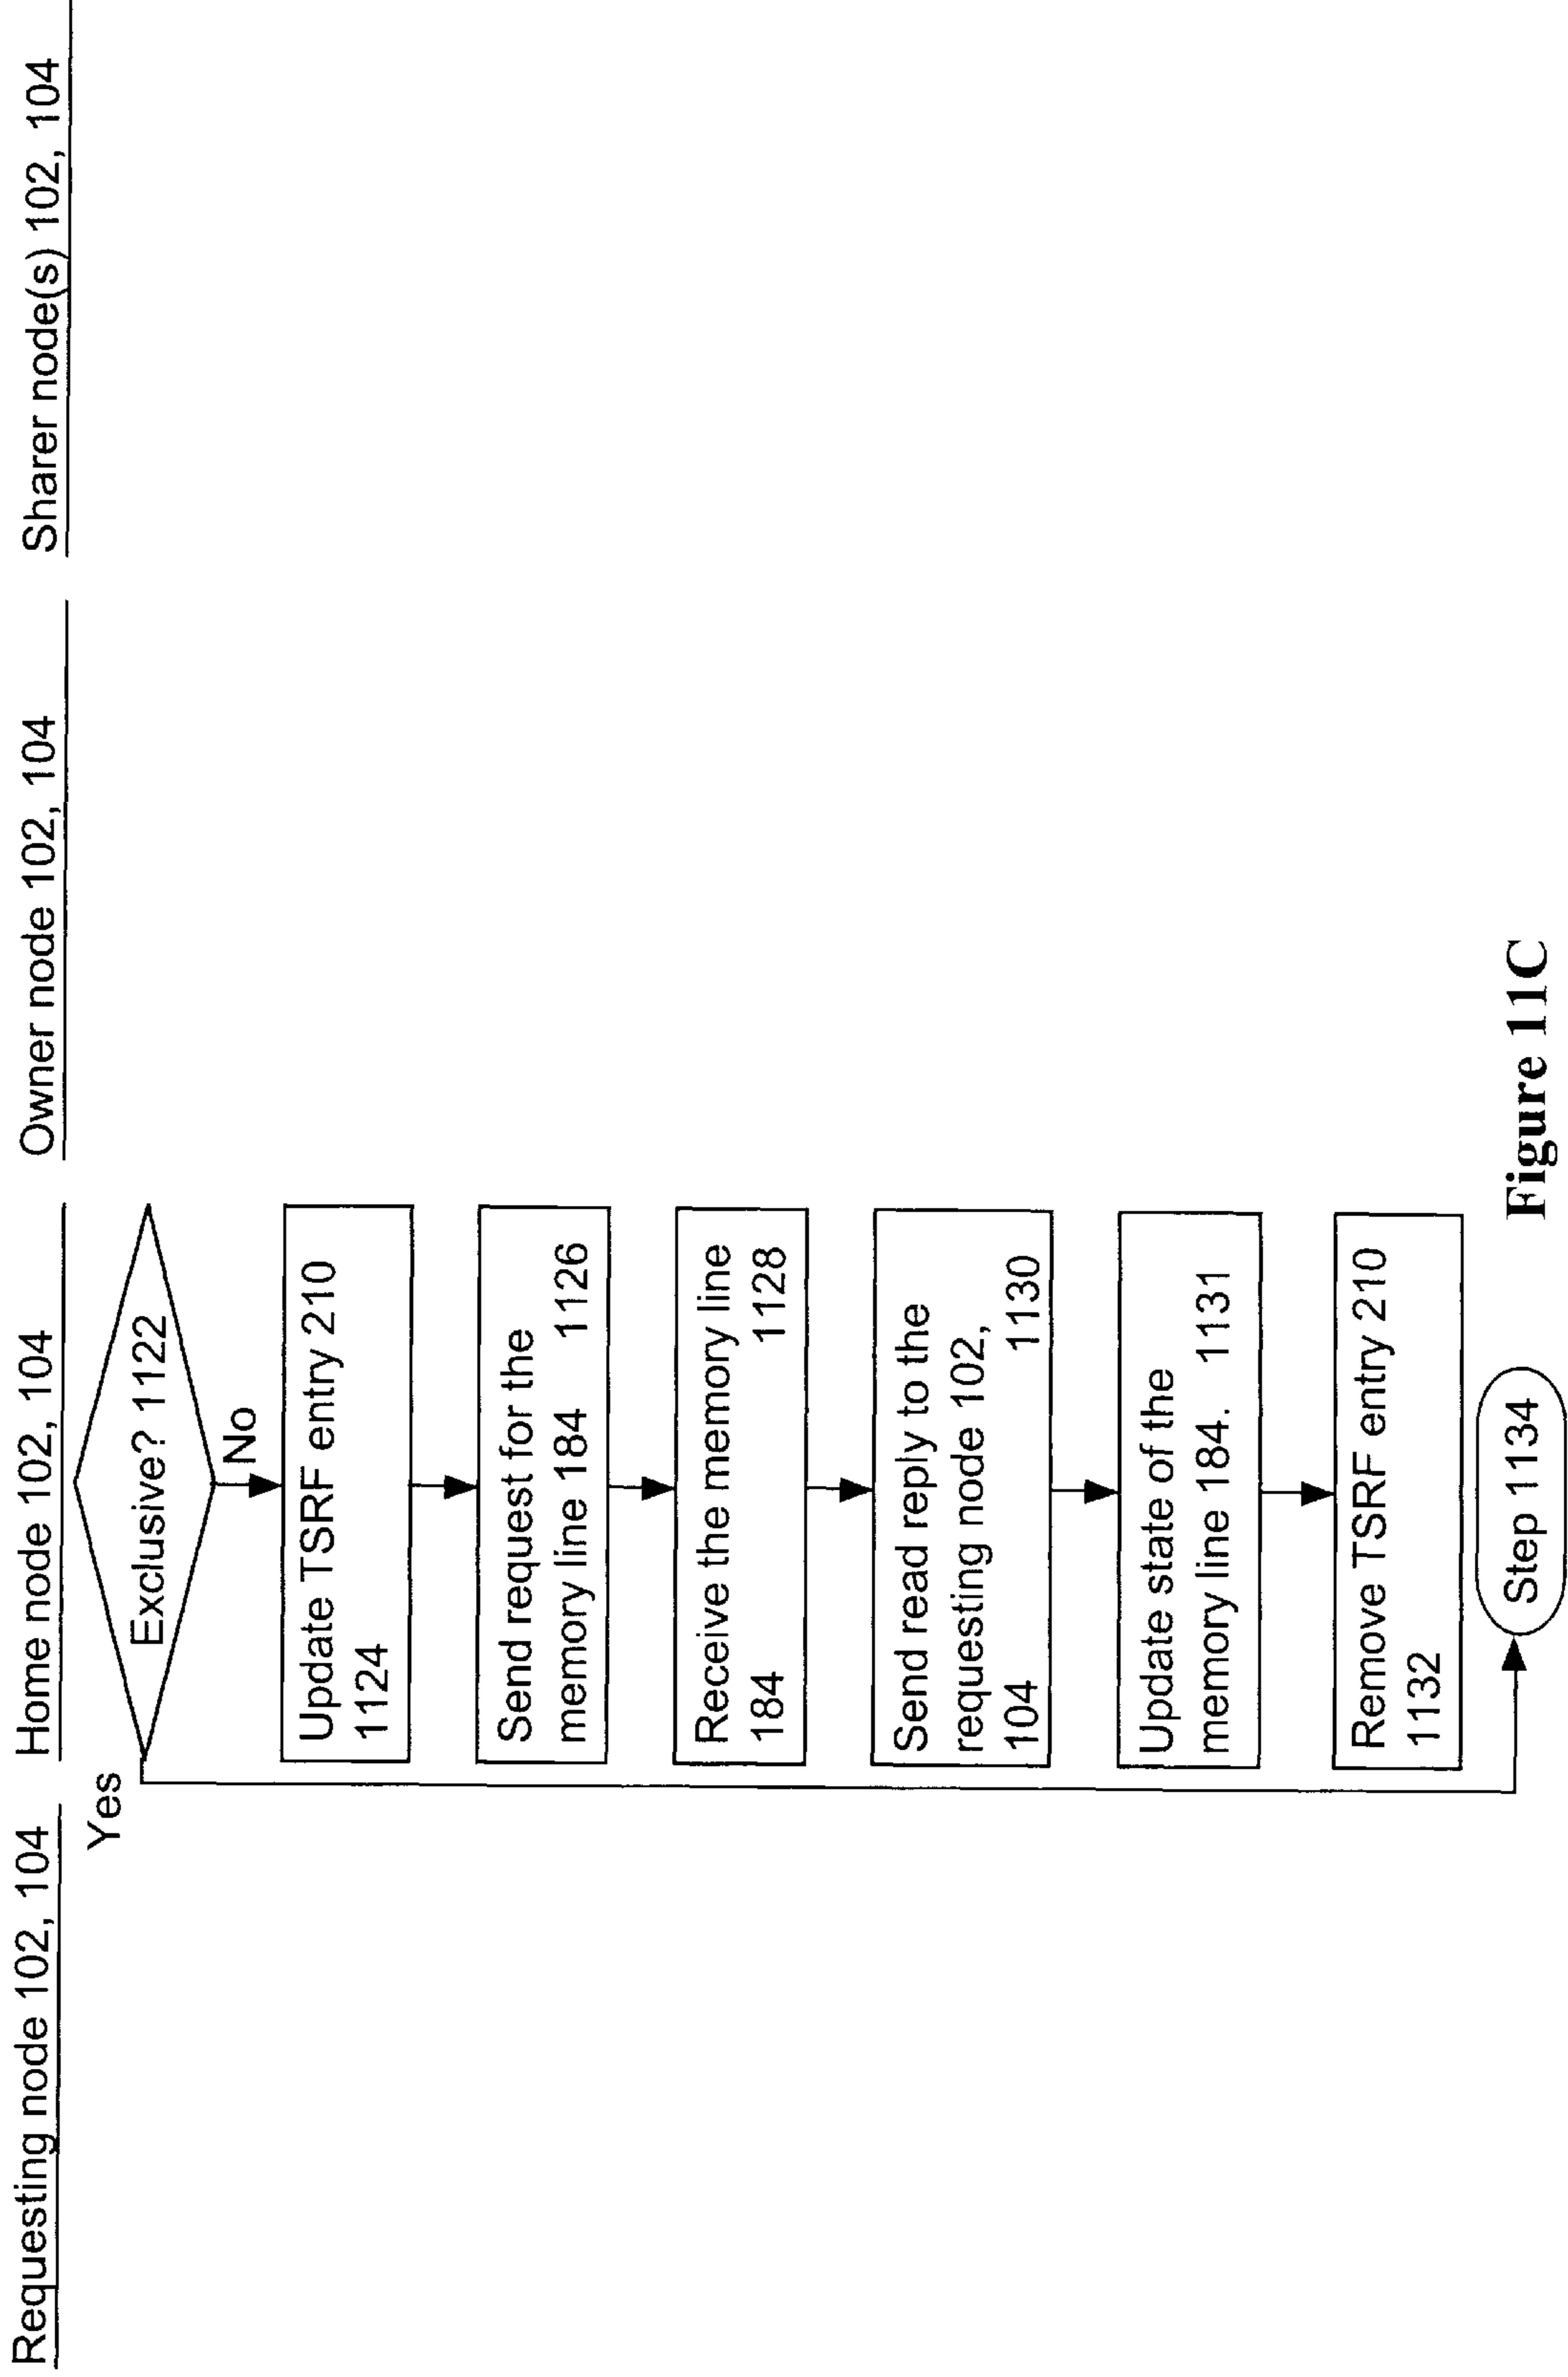 Requesting node 102, 104
Home node 102, 104
Owner node 102, 104
Sharer node(s) 102, 104
Yes
Exclusive? 1122
No
Update TSRF entry 210
1124
Send request for the
memory line 184 1126
Receive the memory line
184 1128
Send read reply to the
requesting node 102,
104 1130
Update state of the
memory line 184. 1131
Remove TSRF entry 210
1132
Step 1134
Figure 11C